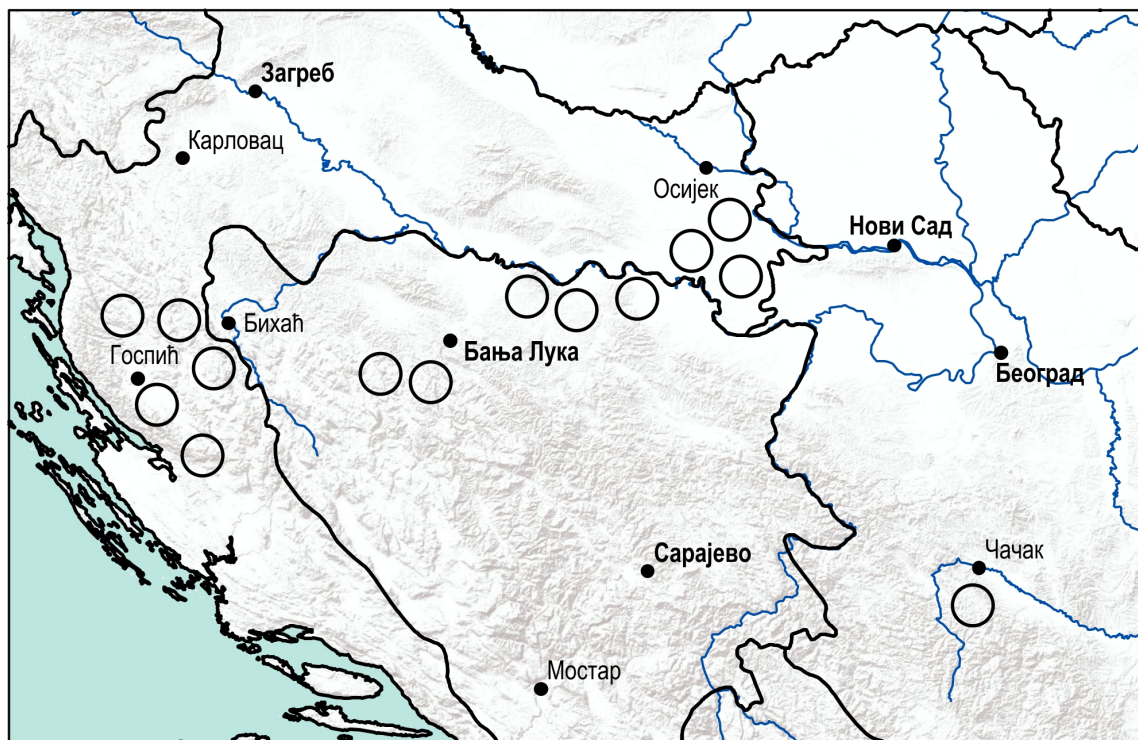 Загреб
Карловац
Осијек
Нови Сад
Бихаћ
Госпић
Бања Лука
Београд
Сарајево
Чачак
Мостар